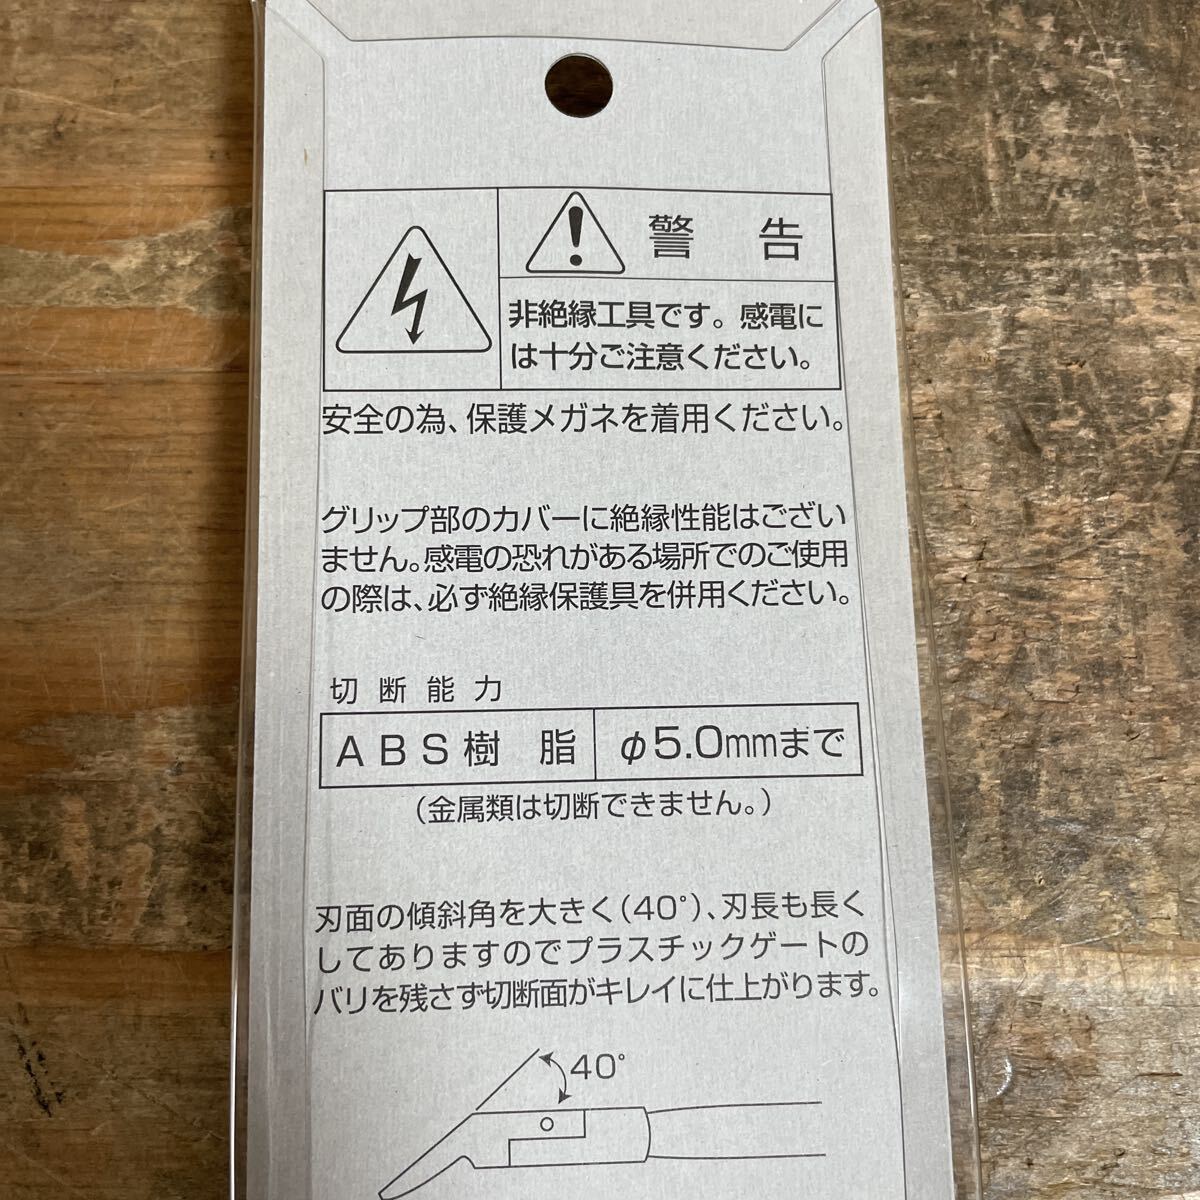 警 告
非絶縁工具です。感電に
は十分ご注意ください。
安全の為、保護メガネを着用ください。
グリップ部のカバーに絶縁性能はござい
ません。感電の恐れがある場所でのご使用
の際は、必ず絶縁保護具を併用ください。
切断能力
ABS樹 脂 φ5.0mmまで
(金属類は切断できません。)
刃面の傾斜角を大きく(40°)、刃長も長く
してありますのでプラスチックゲートの
バリを残さず切断面がキレイに仕上がります。
40°